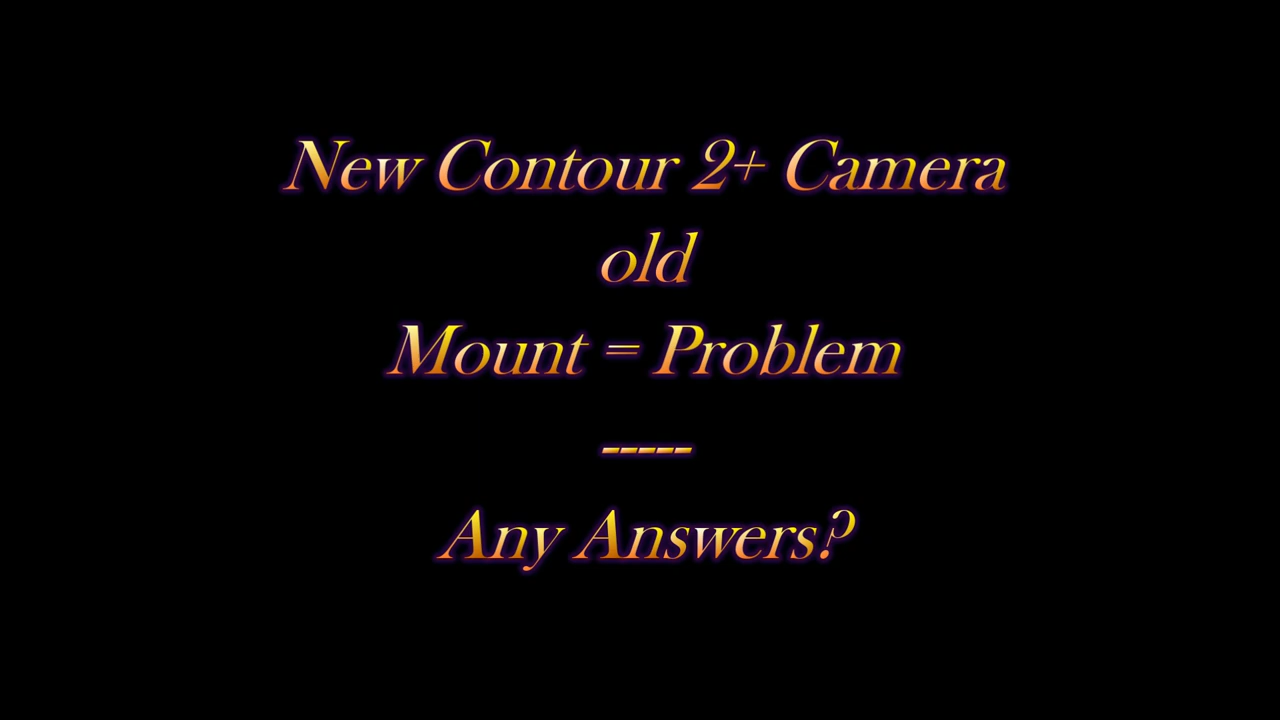 New Contour 2+ Camera
old
Mount = Problem
-----
Any Answers?